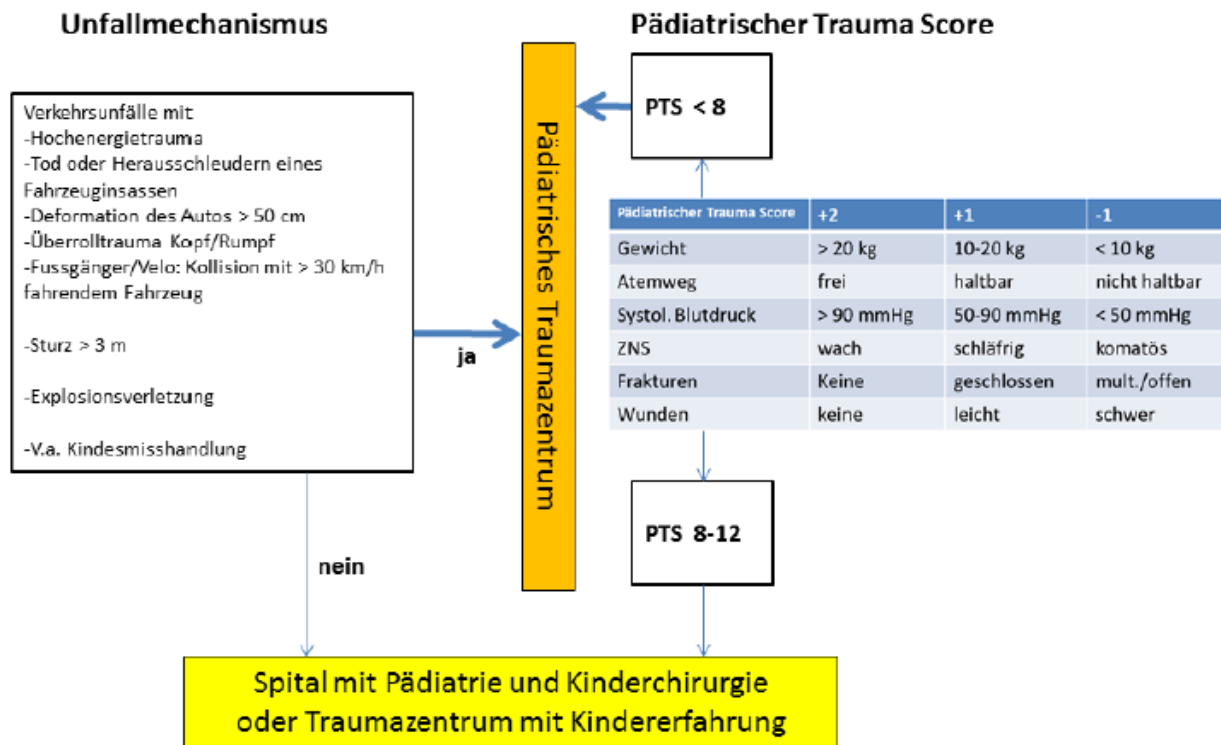 Unfallmechanismus
Verkehrsunfälle mit
-Hochenergietrauma
-Tod oder Herausschleudern eines
Fahrzeuginsassen
-Deformation des Autos > 50 cm
-Überrolltrauma Kopf/Rumpf
-Fussgänger/Velo: Kollision mit > 30 km/h
fahrendem Fahrzeug
-Sturz > 3 m
-Explosionsverletzung
-V.a. Kindesmisshandlung
ja
nein
Pädiatrisches Traumazentrum
Pädiatrischer Trauma Score
PTS < 8
Pädiatrischer Trauma Score +2 +1 -1
Gewicht > 20 kg 10-20 kg < 10 kg
Atemweg frei haltbar nicht haltbar
Systol. Blutdruck > 90 mmHg 50-90 mmHg < 50 mmHg
ZNS wach schläfrig komatös
Frakturen Keine geschlossen mult./offen
Wunden keine leicht schwer
PTS 8-12
Spital mit Pädiatrie und Kinderchirurgie
oder Traumazentrum mit Kindererfahrung